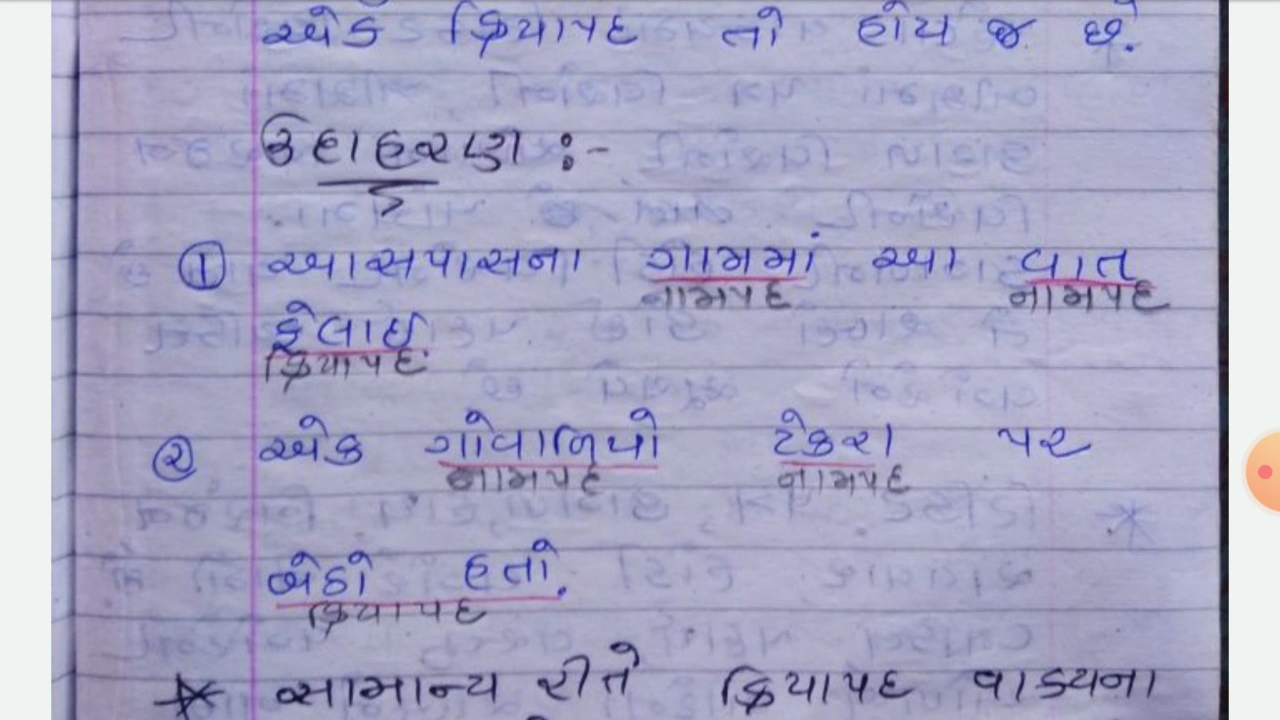 એક ક્રિયાપદ તો હોય જ છે.
ઉદાહરણ :-
① આસપાસના ગામમાં આ વાત
નામપદ નામપદ
ફેલાઈ.
ક્રિયાપદ
② એક ગોવાળિયો ટેકરા પર
નામપદ નામપદ
બેઠો હતો.
ક્રિયાપદ
* સામાન્ય રીતે ક્રિયાપદ વાક્યના